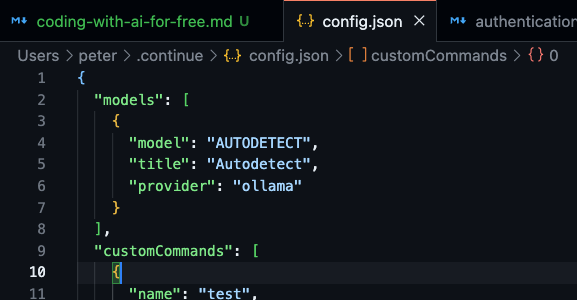 coding-with-ai-for-free.md U
{..} config.json ×
authentication
Users > peter > .continue > {..} config.json > [ ] customCommands > {} 0
1 {
2 "models": [
3 {
4 "model": "AUTODETECT",
5 "title": "Autodetect",
6 "provider": "ollama"
7 }
8 ],
9 "customCommands": [
10 {
11 "name": "test",